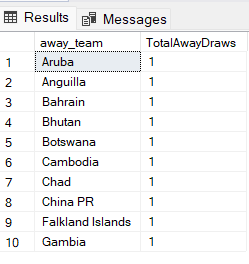 Results Messages
away_team TotalAwayDraws
1 Aruba 1
2 Anguilla 1
3 Bahrain 1
4 Bhutan 1
5 Botswana 1
6 Cambodia 1
7 Chad 1
8 China PR 1
9 Falkland Islands 1
10 Gambia 1